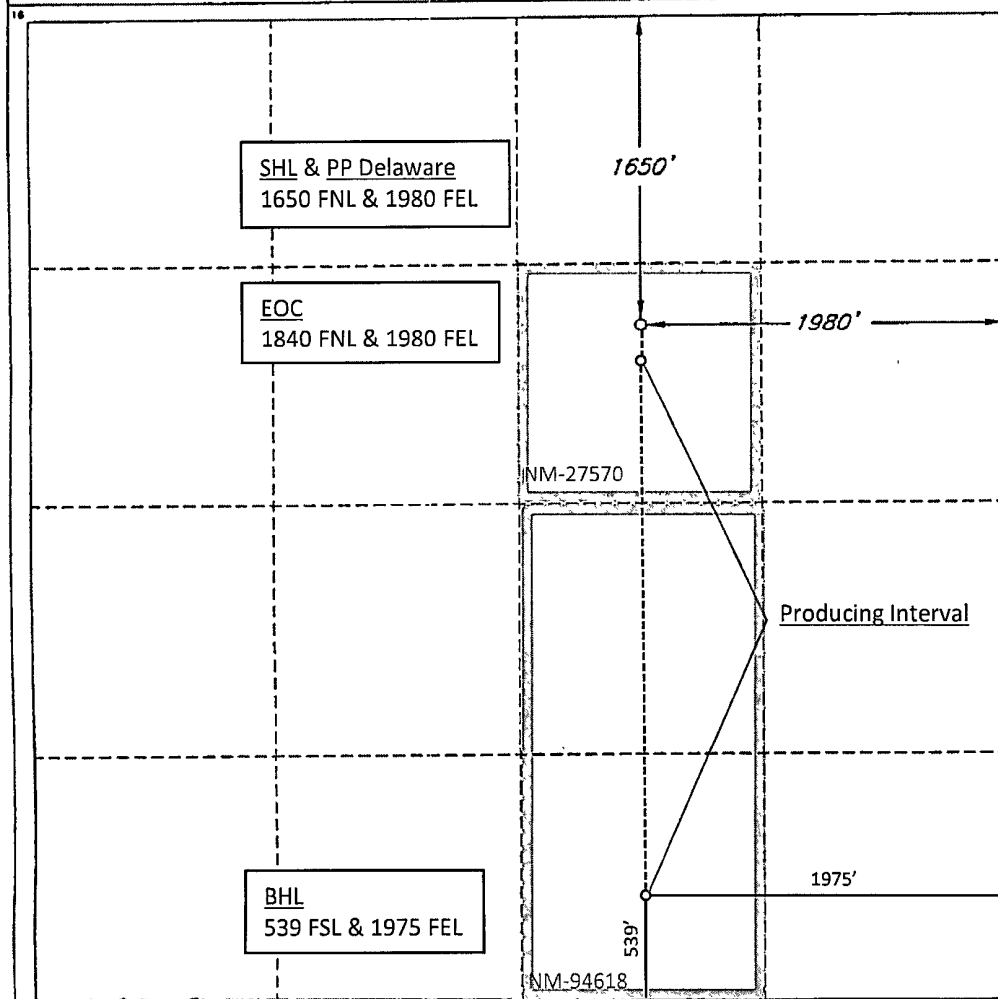 16
SHL & PP Delaware
1650 FNL & 1980 FEL
1650'
EOC
1840 FNL & 1980 FEL
1980'
NM-27570
Producing Interval
BHL
539 FSL & 1975 FEL
1975'
539'
NM-94618